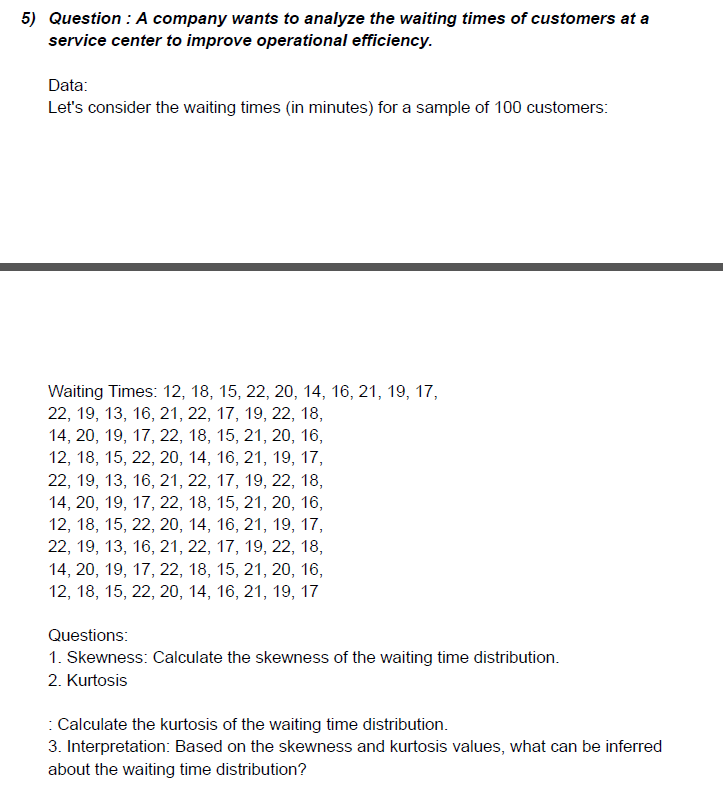 5) Question : A company wants to analyze the waiting times of customers at a
service center to improve operational efficiency.
Data:
Let's consider the waiting times (in minutes) for a sample of 100 customers:
Waiting Times: 12, 18, 15, 22, 20, 14, 16, 21, 19, 17,
22, 19, 13, 16, 21, 22, 17, 19, 22, 18,
14, 20, 19, 17, 22, 18, 15, 21, 20, 16,
12, 18, 15, 22, 20, 14, 16, 21, 19, 17,
22, 19, 13, 16, 21, 22, 17, 19, 22, 18,
14, 20, 19, 17, 22, 18, 15, 21, 20, 16,
12, 18, 15, 22, 20, 14, 16, 21, 19, 17,
22, 19, 13, 16, 21, 22, 17, 19, 22, 18,
14, 20, 19, 17, 22, 18, 15, 21, 20, 16,
12, 18, 15, 22, 20, 14, 16, 21, 19, 17
Questions:
1. Skewness: Calculate the skewness of the waiting time distribution.
2. Kurtosis
: Calculate the kurtosis of the waiting time distribution.
3. Interpretation: Based on the skewness and kurtosis values, what can be inferred
about the waiting time distribution?